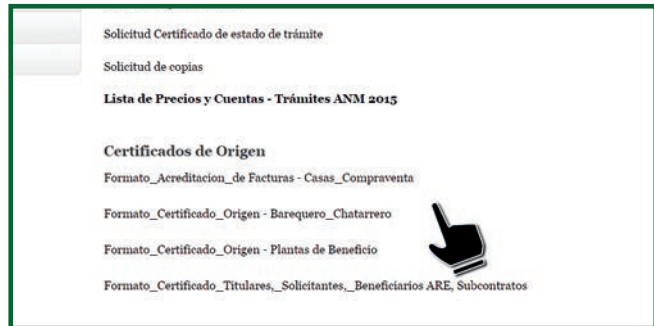 Solicitud Certificado de estado de trámite
Solicitud de copias
Lista de Precios y Cuentas - Trámites ANM 2015
Certificados de Origen
Formato_Acreditacion_de Facturas - Casas_Compraventa
Formato_Certificado_Origen - Barequero_Chatarrero
Formato_Certificado_Origen - Plantas de Beneficio
Formato_Certificado_Titulares,_Solicitantes,_Beneficiarios ARE, Subcontratos